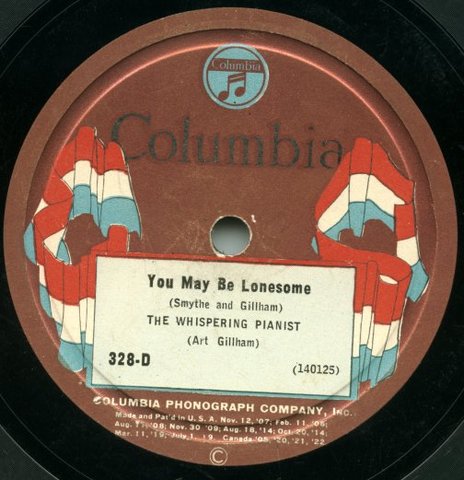 Columbia
Columbia
You May Be Lonesome
(Smythe and Gillham)
THE WHISPERING PIANIST
(Art Gillham)
328-D
(140125)
COLUMBIA PHONOGRAPH COMPANY, INC.
Made and Pat'd in U. S. A. Nov. 12, '07; Feb. 11, '08;
Aug. 11, '08; Nov. 30 '09; Aug. 18, '14; Oct. 20, '14;
Mar. 11, '19, July 1, '19. Canada '08, '20, '21, '22
©